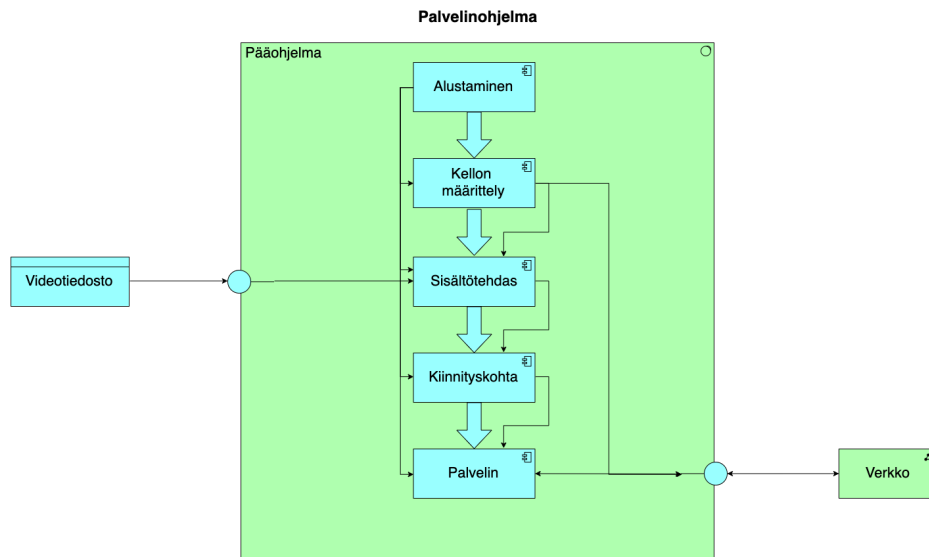 Palvelinohjelma
Pääohjelma
Alustaminen
Kellon
määrittely
Sisältötehdas
Videotiedosto
Kiinnityskohta
Palvelin
Verkko